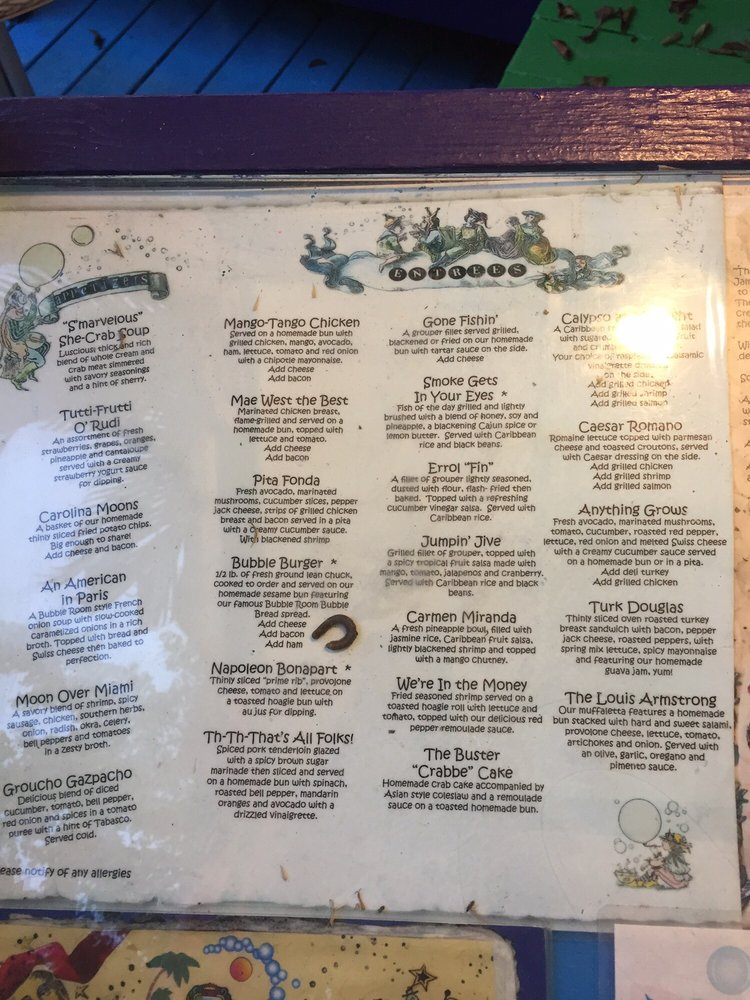 appetizers
"S'marvelous"
She-Crab Soup
Luscious, thick and rich
blend of whole cream and
crab meat simmered
with savory seasonings
and a hint of sherry.
Tutti-Frutti
O' Rudi
An assortment of fresh
strawberries, grapes, oranges,
pineapple and cantaloupe
served with a creamy
strawberry yogurt sauce
for dipping.
Carolina Moons
A basket of our homemade
thinly sliced fried potato chips.
Big enough to share!
Add cheese and bacon.
An American
in Paris
A Bubble Room style French
onion soup with slow-cooked
caramelized onions in a rich
broth. Topped with bread and
Swiss cheese then baked to
perfection.
Moon Over Miami
A savory blend of shrimp, spicy
sausage, chicken, southern herbs,
onion, radish, okra, celery,
bell peppers and tomatoes
in a zesty broth.
Groucho Gazpacho
Delicious blend of diced
cucumber, tomato, bell pepper,
red onion and spices in a tomato
puree with a hint of Tabasco.
Served cold.
ease notify of any allergies
ENTREES
Mango-Tango Chicken
Served on a homemade bun with
grilled chicken, mango, avocado,
ham, lettuce, tomato and red onion
with a chipotle mayonnaise.
Add cheese
Add bacon
Mae West the Best
Marinated chicken breast,
flame-grilled and served on a
homemade bun, topped with
lettuce and tomato.
Add cheese
Add bacon
Pita Fonda
Fresh avocado, marinated
mushrooms, cucumber slices, pepper
jack cheese, strips of grilled chicken
breast and bacon served in a pita
with a creamy cucumber sauce.
With blackened shrimp
Bubble Burger *
1/2 lb. of fresh ground lean chuck,
cooked to order and served on our
homemade sesame bun featuring
our famous Bubble Room Bubble
Bread spread.
Add cheese
Add bacon
Add ham
Napoleon Bonapart *
Thinly sliced "prime rib", provolone
cheese, tomato and lettuce on
a toasted hoagie bun with
au jus for dipping.
Th-Th-That's All Folks!
Spiced pork tenderloin glazed
with a spicy brown sugar
marinade then sliced and served
on a homemade bun with spinach,
roasted bell pepper, mandarin
oranges and avocado with a
drizzled vinaigrette.
Gone Fishin'
A grouper fillet served grilled,
blackened or fried on our homemade
bun with tartar sauce on the side.
Add cheese
Smoke Gets
In Your Eyes *
Fish of the day grilled and lightly
brushed with a blend of honey, soy and
pineapple, a blackening Cajun spice or
lemon butter. Served with Caribbean
rice and black beans.
Errol "Fin"
A fillet of grouper lightly seasoned,
dusted with flour, flash- fried then
baked. Topped with a refreshing
cucumber vinegar salsa. Served with
Caribbean rice.
Jumpin' Jive
Grilled fillet of grouper, topped with
a spicy tropical fruit salsa made with
mango, tomato, jalapenos and cranberry.
Served with Caribbean rice and black
beans.
Carmen Miranda
A fresh pineapple bowl, filled with
jasmine rice, Caribbean fruit salsa,
lightly blackened shrimp and topped
with a mango chutney.
We're In the Money
Fried seasoned shrimp served on a
toasted hoagie roll with lettuce and
tomato, topped with our delicious red
pepper remoulade sauce.
The Buster
"Crabbe" Cake
Homemade Crab cake accompanied by
Asian style coleslaw and a remoulade
sauce on a toasted homemade bun.
Calypso
A Caribbean salad
with sugared fruit
and
Your choice of balsamic
vinaigrette
on the side.
Add grilled chicken
Add grilled shrimp
Add grilled salmon
Caesar Romano
Romaine lettuce topped with parmesan
cheese and toasted croutons, served
with Caesar dressing on the side.
Add grilled chicken
Add grilled shrimp
Add grilled salmon
Anything Grows
Fresh avocado, marinated mushrooms,
tomato, cucumber, roasted red pepper,
lettuce, red onion and melted Swiss cheese
with a creamy cucumber sauce served
on a homemade bun or in a pita.
Add deli turkey
Add grilled chicken
Turk Douglas
Thinly sliced oven roasted turkey
breast sandwich with bacon, pepper
jack cheese, roasted peppers, with
spring mix lettuce, spicy mayonnaise
and featuring our homemade
guava jam, yum!
The Louis Armstrong
Our muffaletta features a homemade
bun stacked with hard and sweet salami,
provolone cheese, lettuce, tomato,
artichokes and onion. Served with
an olive, garlic, oregano and
pimento sauce.